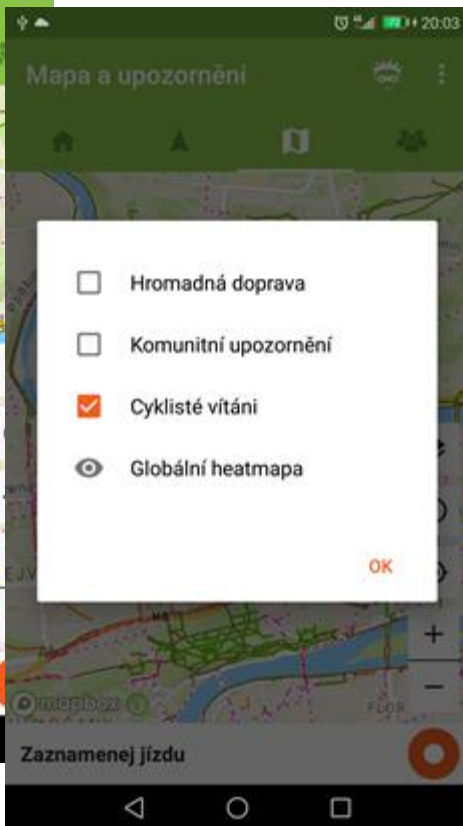 20:03
Mapa a upozornění
Hromadná doprava
Komunitní upozornění
Cyklisté vítáni
Globální heatmapa
OK
mapbox
Zaznamenej jízdu